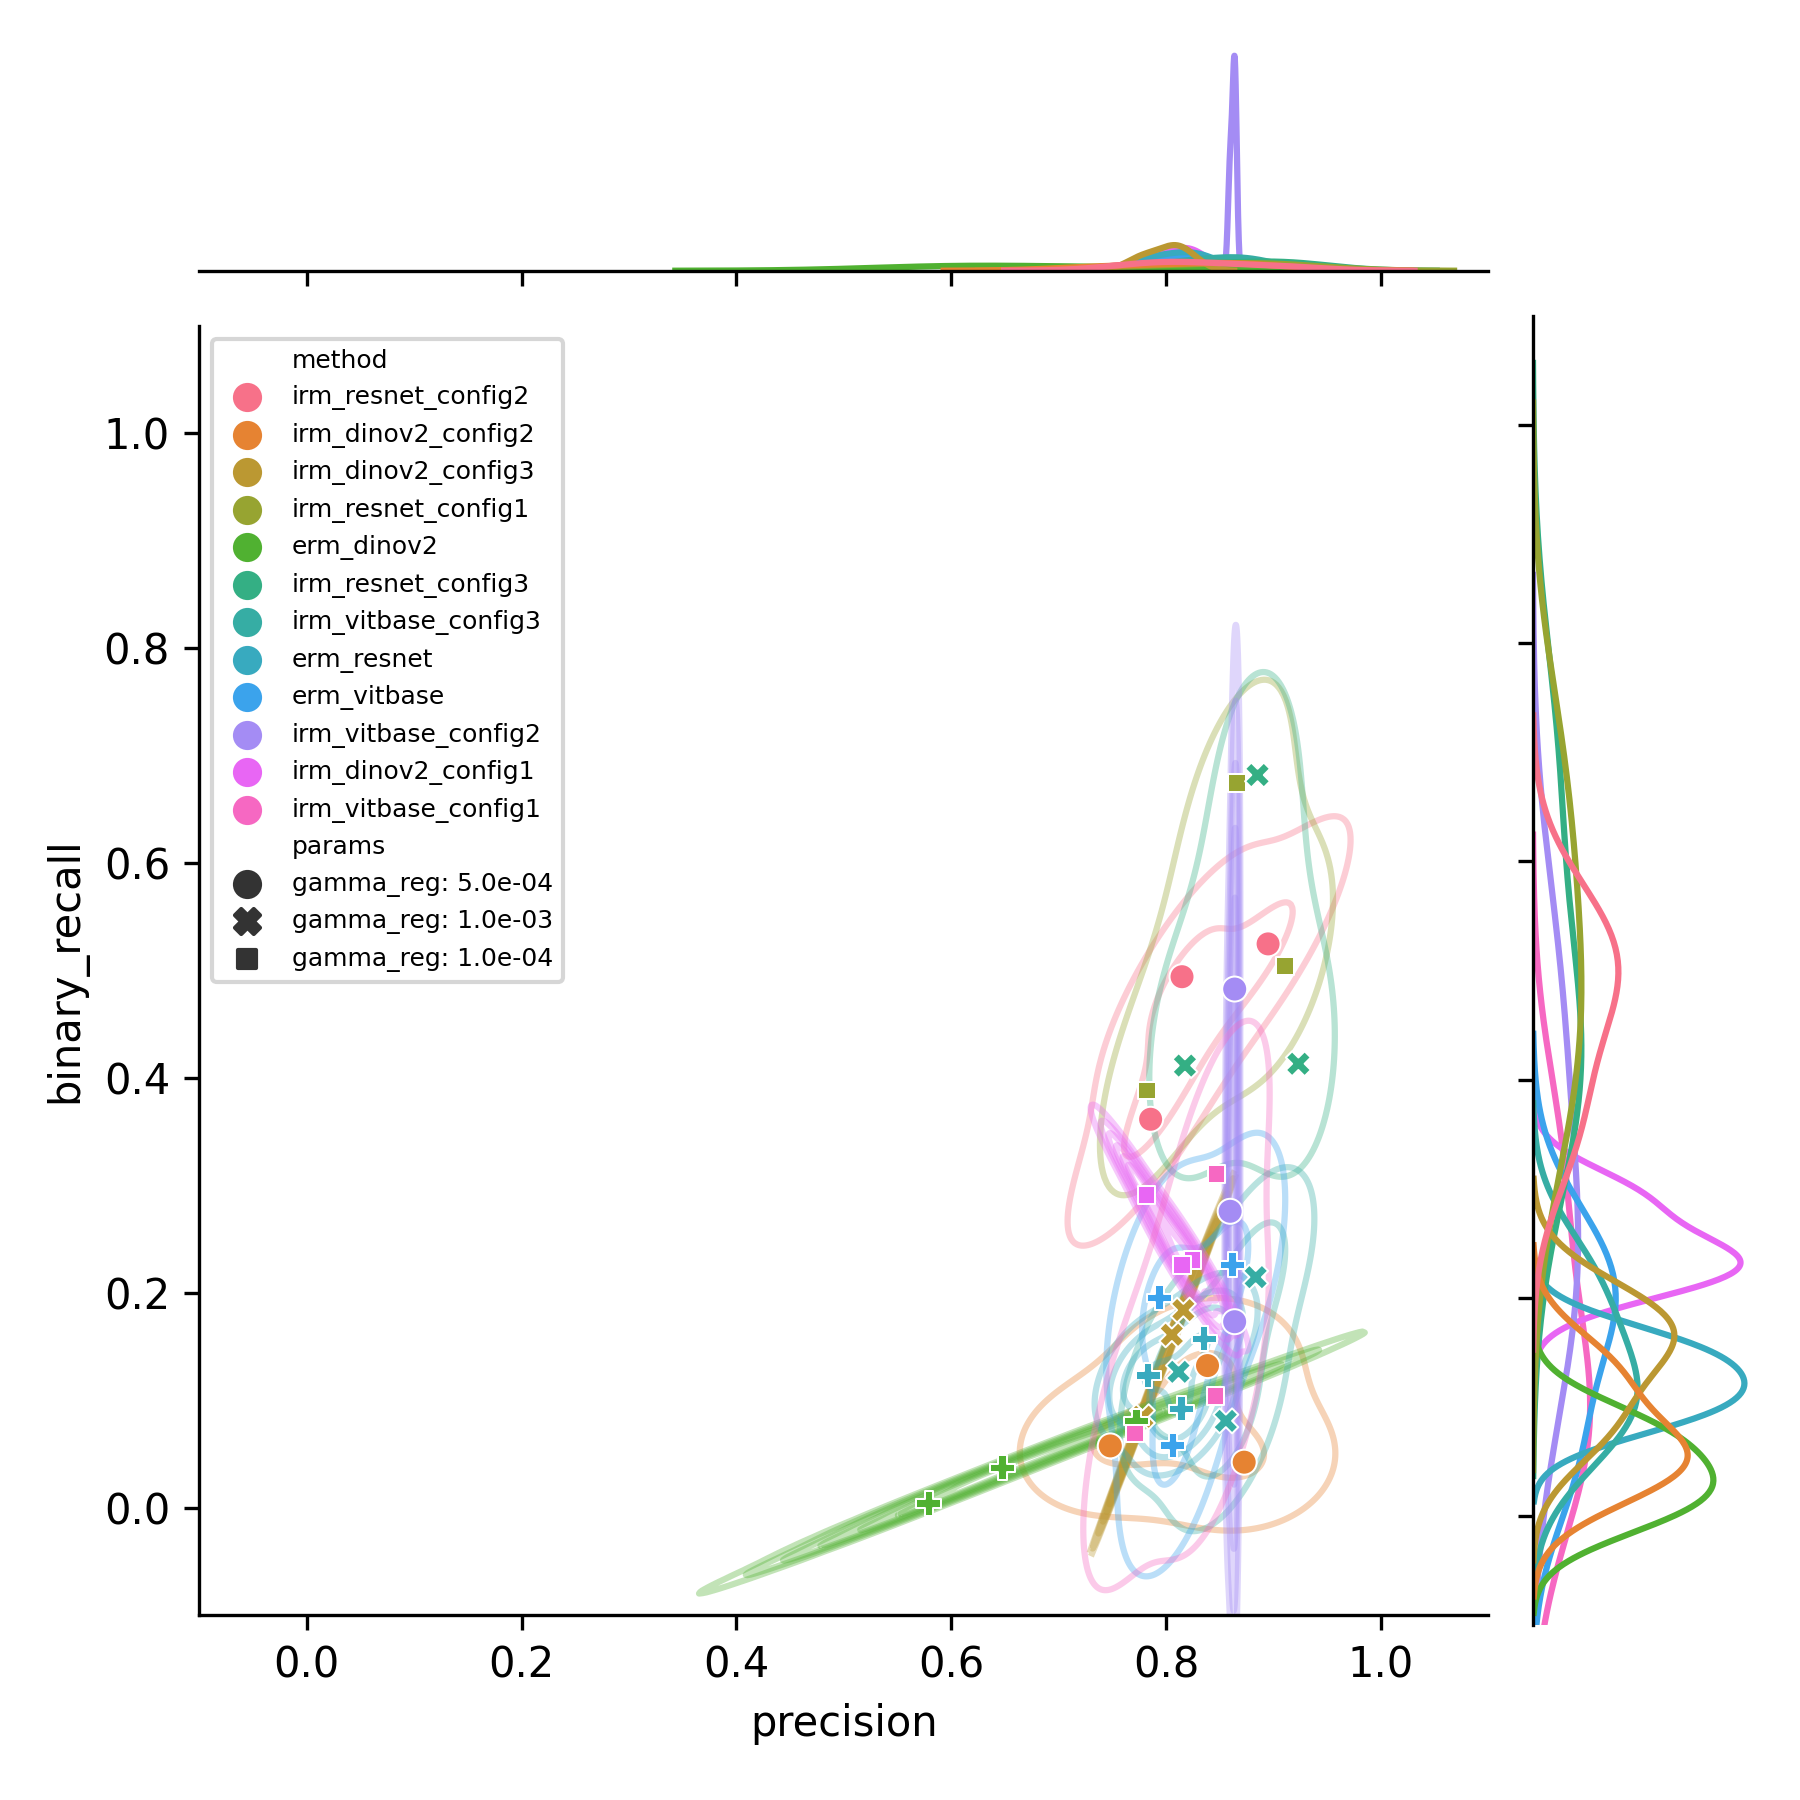 method
irm_resnet_config2
irm_dinov2_config2
irm_dinov2_config3
irm_resnet_config1
erm_dinov2
irm_resnet_config3
irm_vitbase_config3
erm_resnet
erm_vitbase
irm_vitbase_config2
irm_dinov2_config1
irm_vitbase_config1
params
gamma_reg: 5.0e-04
gamma_reg: 1.0e-03
gamma_reg: 1.0e-04
1.0
0.8
0.6
0.4
0.2
0.0
binary_recall
0.0 0.2 0.4 0.6 0.8 1.0
precision